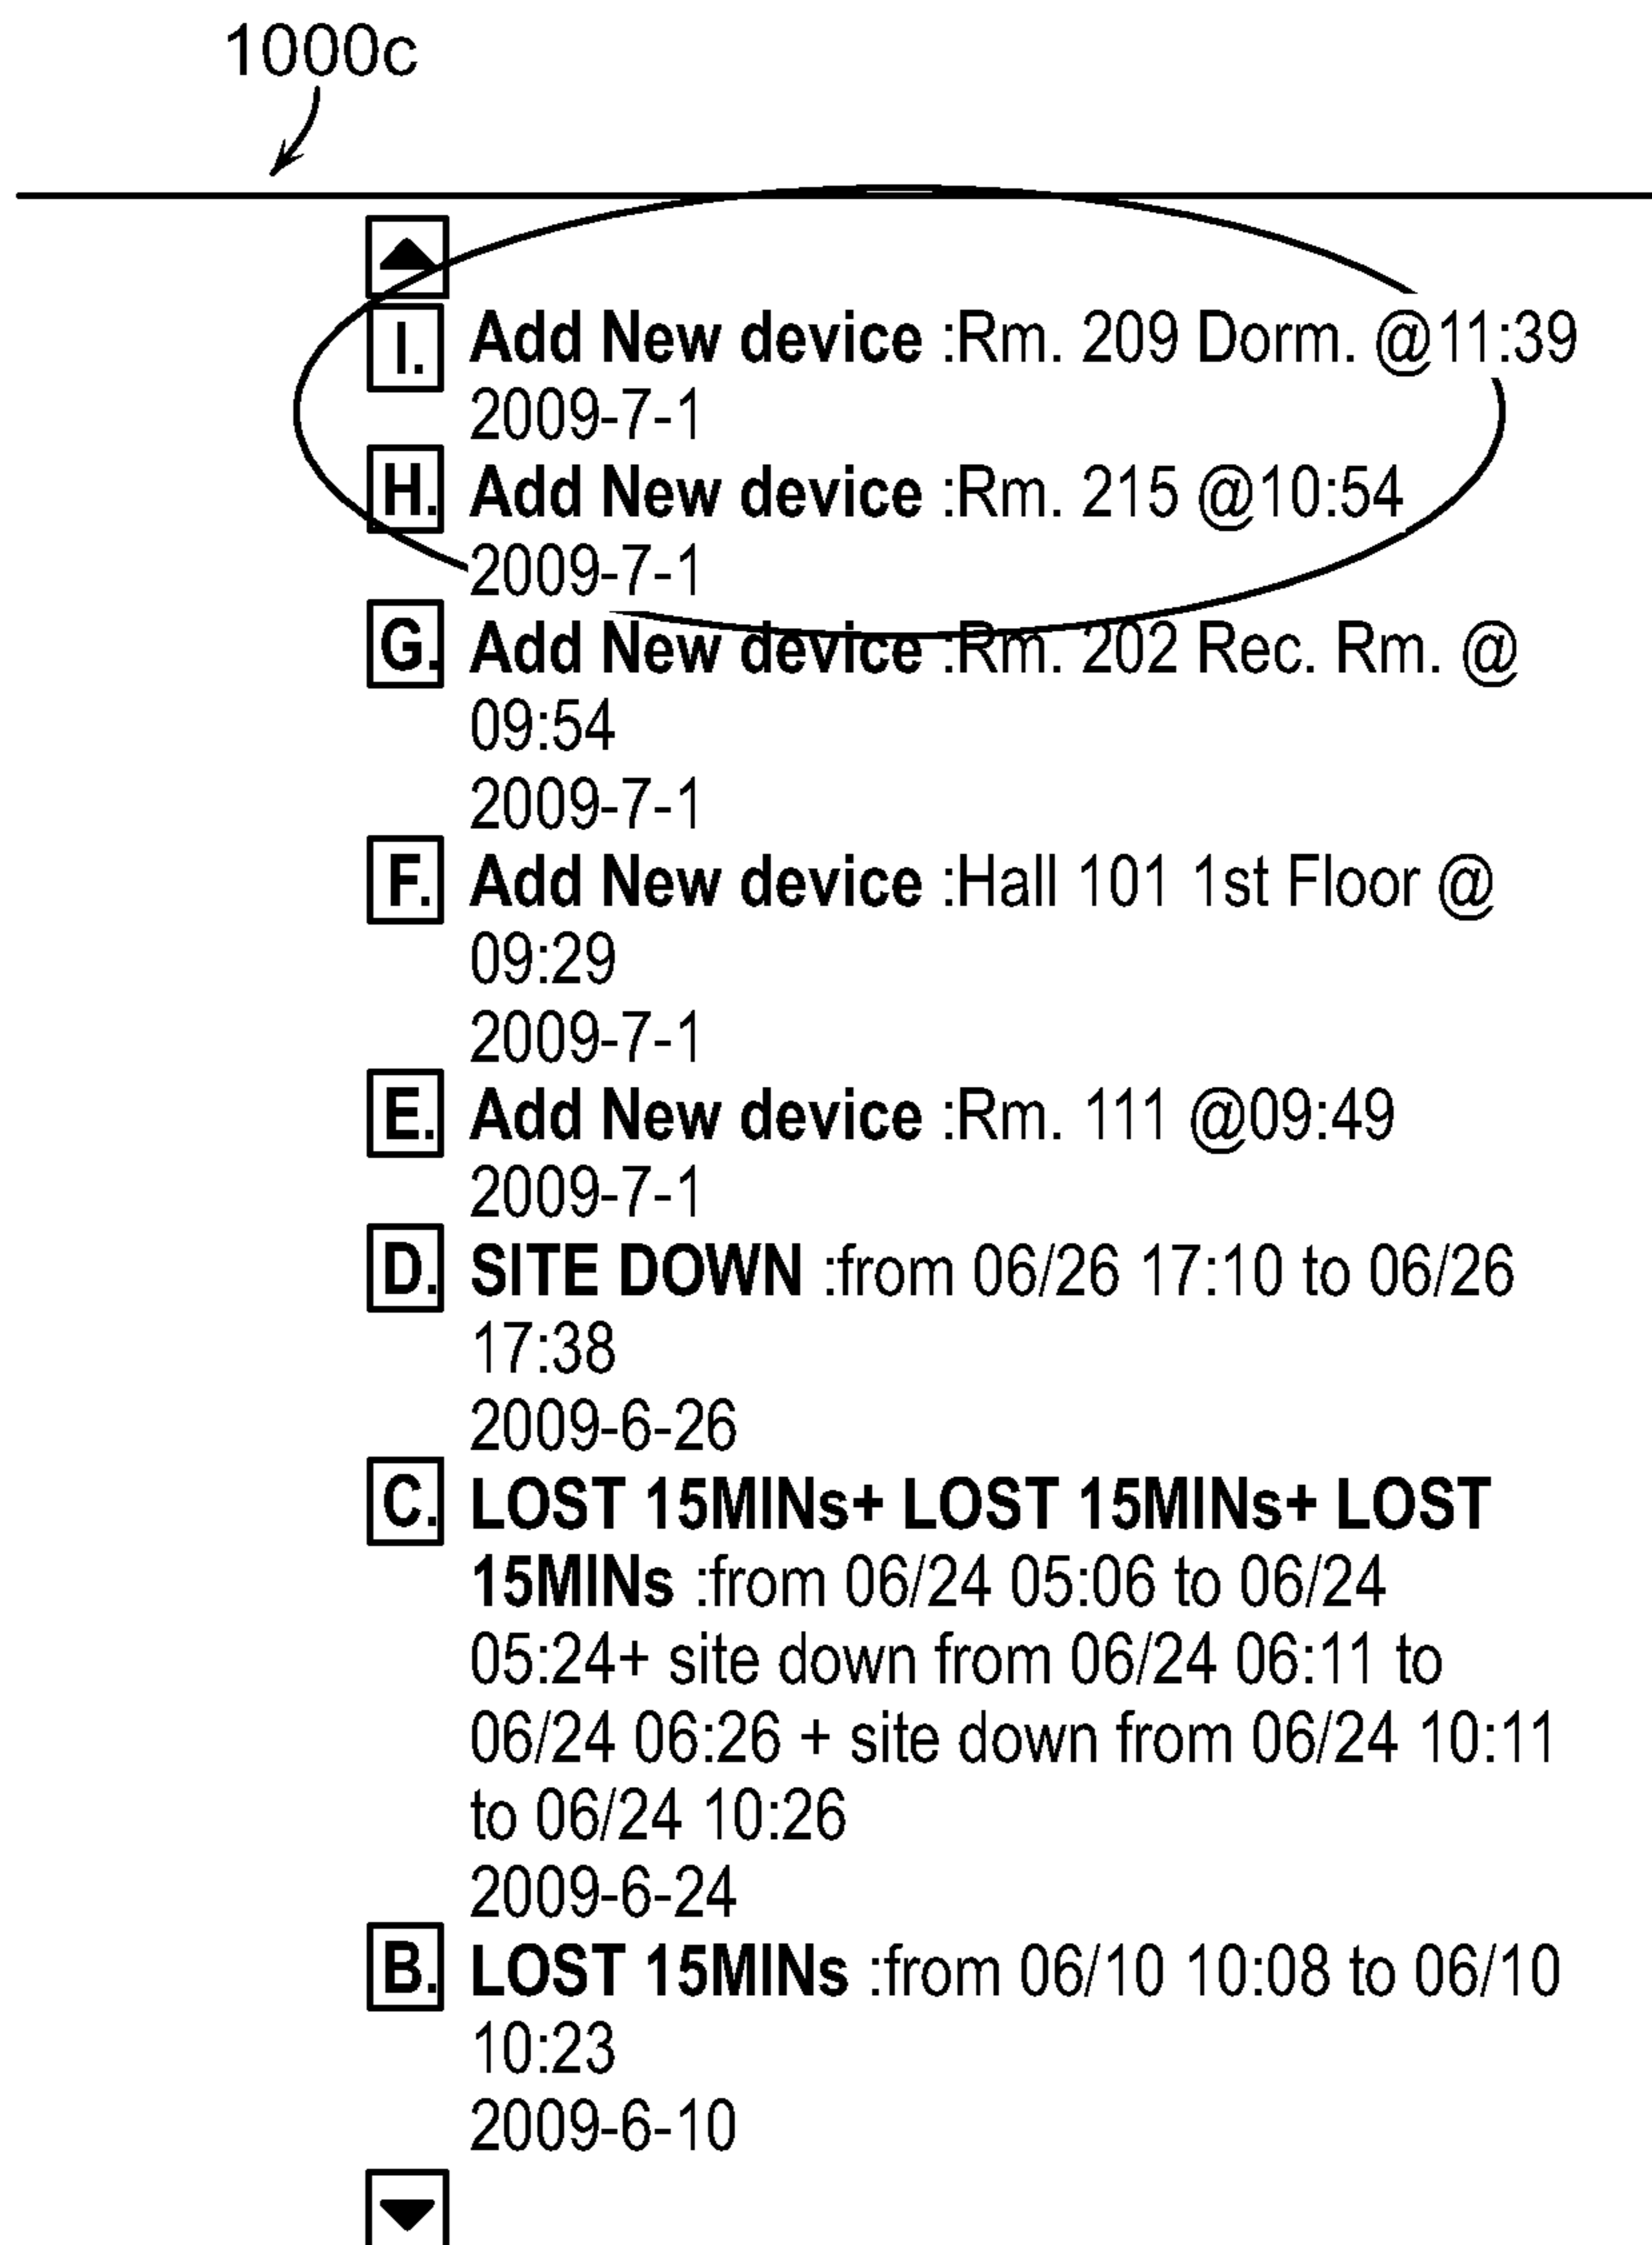 1000c
I. Add New device :Rm. 209 Dorm. @11:39
2009-7-1
H. Add New device :Rm. 215 @10:54
2009-7-1
G. Add New device :Rm. 202 Rec. Rm. @
09:54
2009-7-1
F. Add New device :Hall 101 1st Floor @
09:29
2009-7-1
E. Add New device :Rm. 111 @09:49
2009-7-1
D. SITE DOWN :from 06/26 17:10 to 06/26
17:38
2009-6-26
C. LOST 15MINs+ LOST 15MINs+ LOST
15MINs :from 06/24 05:06 to 06/24
05:24+ site down from 06/24 06:11 to
06/24 06:26 + site down from 06/24 10:11
to 06/24 10:26
2009-6-24
B. LOST 15MINs :from 06/10 10:08 to 06/10
10:23
2009-6-10